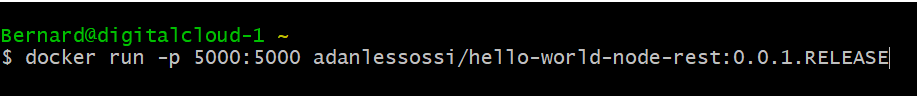 Bernard@digitalcloud-1 ~
$ docker run -p 5000:5000 adanlessossi/hello-world-node-rest:0.0.1.RELEASE